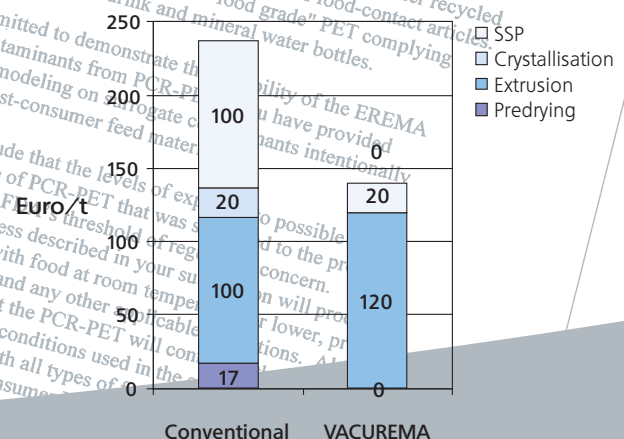 drink and mineral water bottles.
"food grade" PET complying
food-contact articles.
recycled
mitted to demonstrate the
bility of the EREMA
taminants from PCR-P
u have provided
modeling on surrogate c
nants intentionally
st-consumer feed mater
ude that the levels of exp
o possible
of PCR-PET that was s
d to the pr
threshold of reg
concern.
ess described in your su
n will pro
with food at room temper
r lower, pr
and any other applicable
tions.
t the PCR-PET will con
conditions used in the
th all types of
250
200
150
100
50
0
Euro/t
100
20
100
17
0
20
120
0
Conventional
VACUREMA
SSP
Crystallisation
Extrusion
Predrying